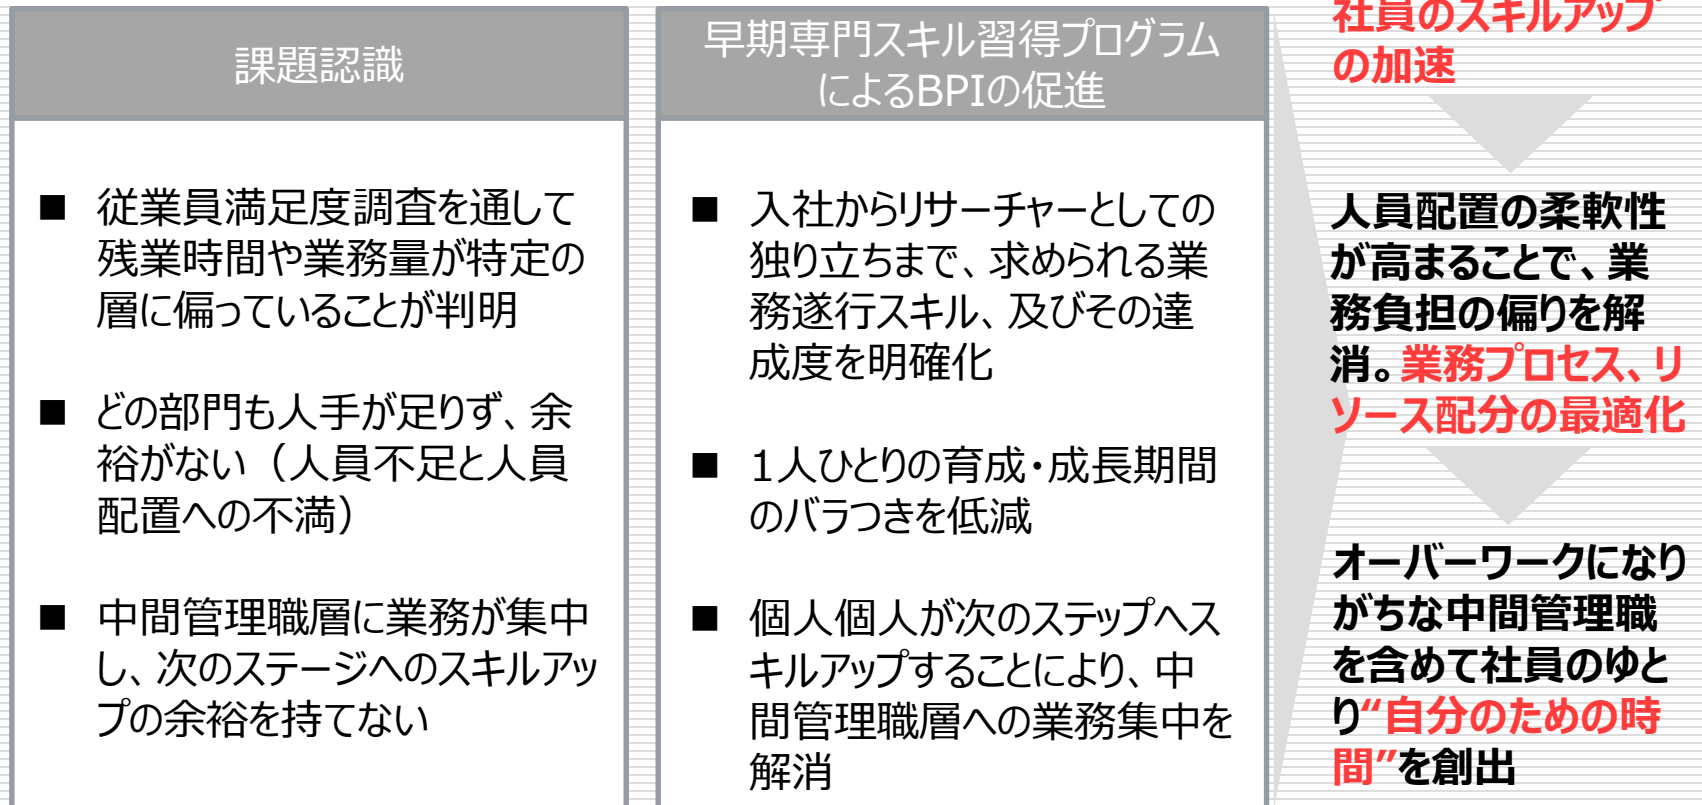 課題認識
■ 従業員満足度調査を通して
残業時間や業務量が特定の
層に偏っていることが判明
■ どの部門も人手が足りず、余
裕がない（人員不足と人員
配置への不満）
■ 中間管理職層に業務が集中
し、次のステージへのスキルアッ
プの余裕を持てない
早期専門スキル習得プログラム
によるBPIの促進
■ 入社からリサーチャーとしての
独り立ちまで、求められる業
務遂行スキル、及びその達
成度を明確化
■ 1人ひとりの育成・成長期間
のバラつきを低減
■ 個人個人が次のステップへス
キルアップすることにより、中
間管理職層への業務集中を
解消
社員のスキルアップ
の加速
人員配置の柔軟性
が高まることで、業
務負担の偏りを解
消。業務プロセス、リ
ソース配分の最適化
オーバーワークになり
がちな中間管理職
を含めて社員のゆと
り“自分のための時
間”を創出